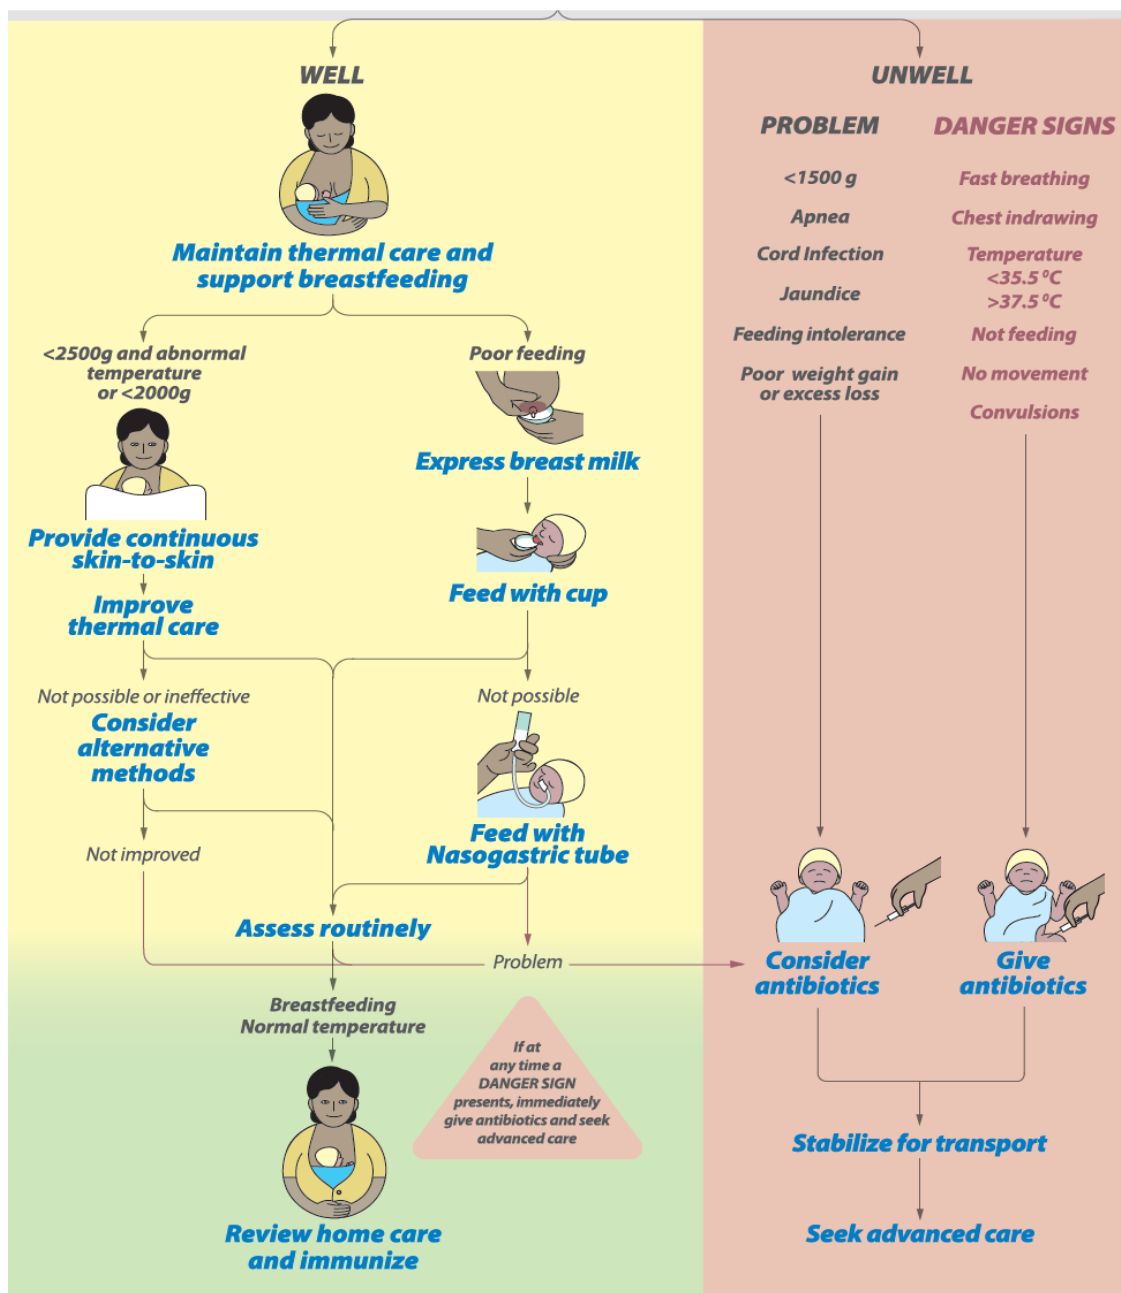 WELL
Maintain thermal care and
support breastfeeding
<2500g and abnormal
temperature
or <2000g
Provide continuous
skin-to-skin
Improve
thermal care
Not possible or ineffective
Consider
alternative
methods
Not improved
Poor feeding
Express breast milk
Feed with cup
Not possible
Feed with
Nasogastric tube
Assess routinely
Problem
Breastfeeding
Normal temperature
Review home care
and immunize
If at
any time a
DANGER SIGN
presents, immediately
give antibiotics and seek
advanced care
UNWELL
PROBLEM
<1500 g
Apnea
Cord Infection
Jaundice
Feeding intolerance
Poor weight gain
or excess loss
Consider
antibiotics
DANGER SIGNS
Fast breathing
Chest indrawing
Temperature
<35.5 ⁰C
>37.5 ⁰C
Not feeding
No movement
Convulsions
Give
antibiotics
Stabilize for transport
Seek advanced care